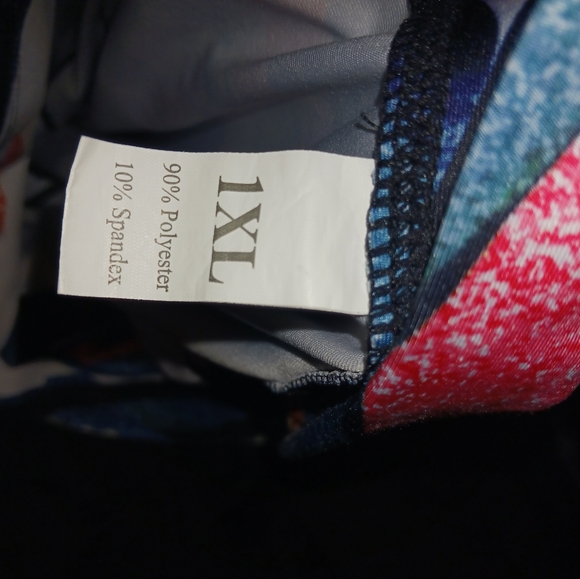 1XL
90% Polyester
10% Spandex